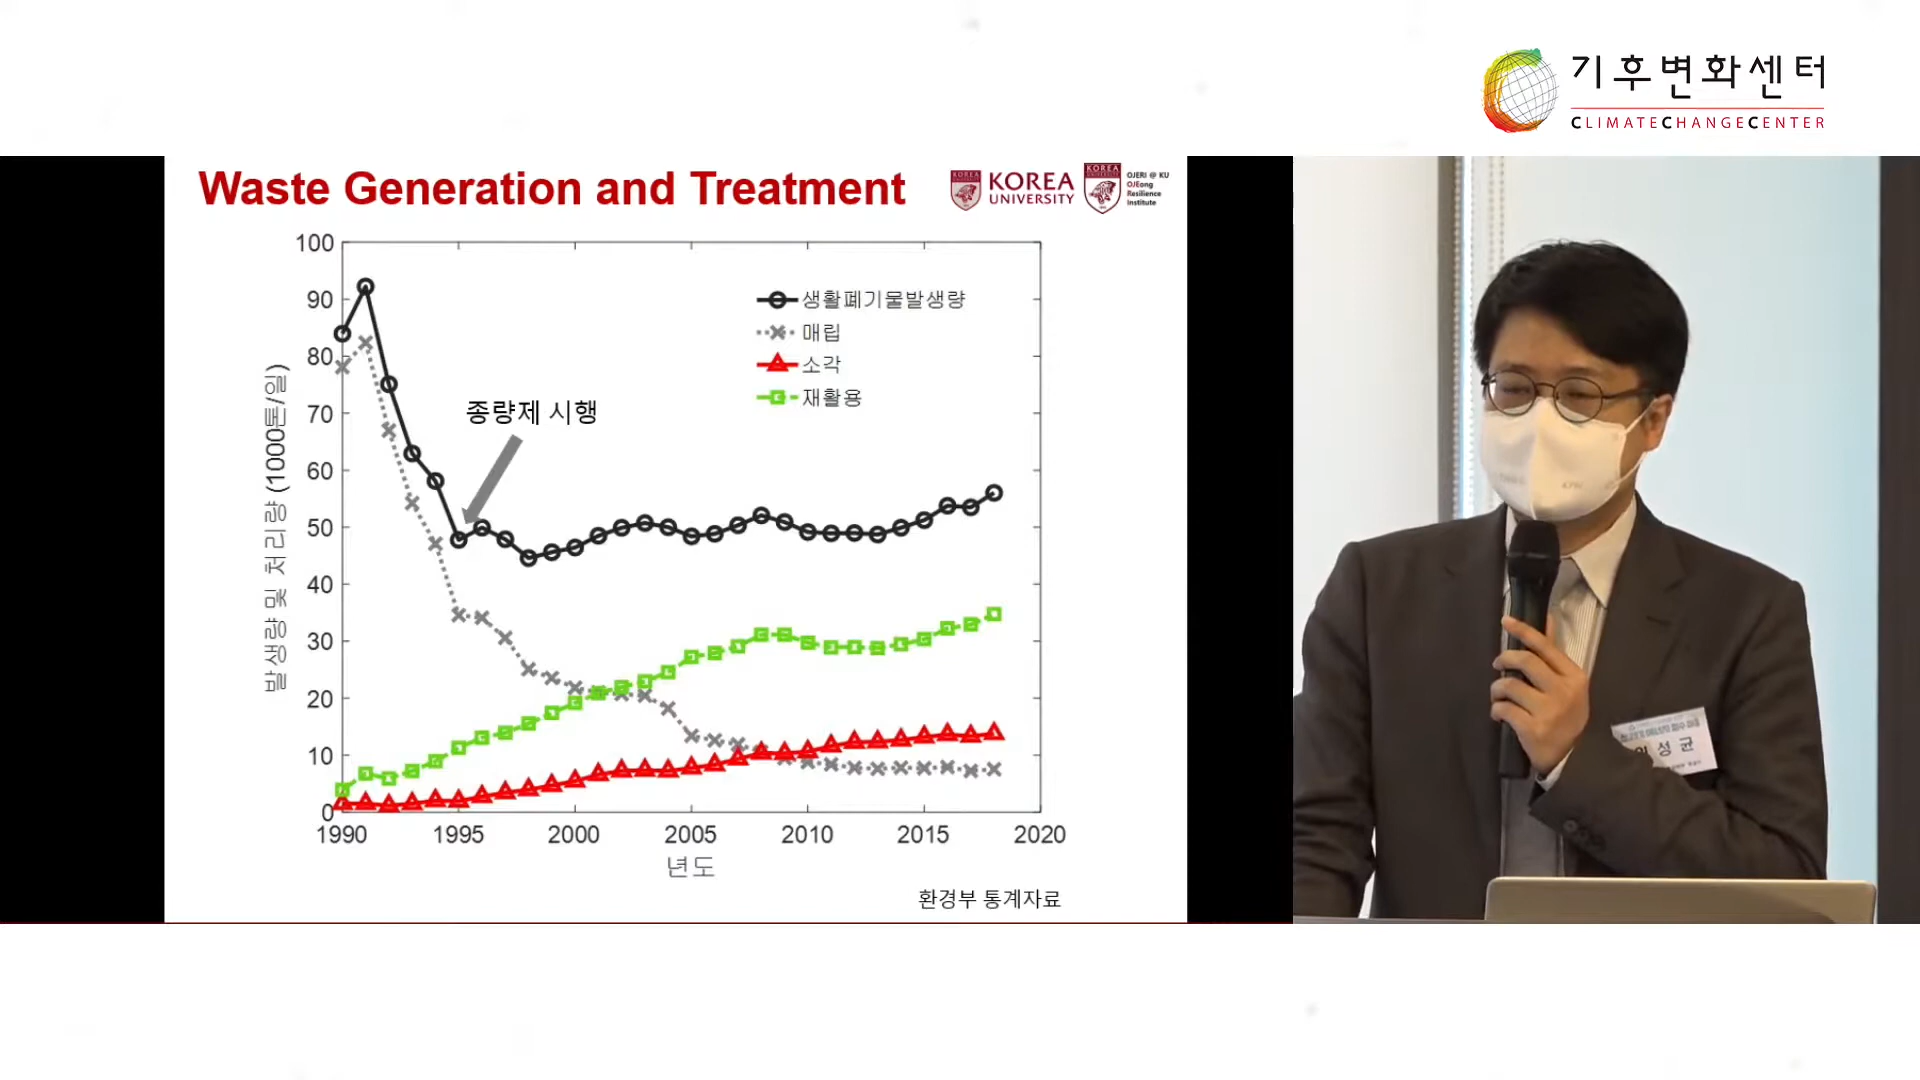 기후변화센터
CLIMATECHANGECENTER
Waste Generation and Treatment
KOREA
UNIVERSITY
KOREA
OJERI @ KU
OJEong
Resilience
Institute
100
90
80
70
60
50
40
30
20
10
0
발생량 및 처리량 (1000톤/일)
생활폐기물발생량
매립
소각
재활용
종량제 시행
1990
1995
2000
2005
2010
2015
2020
년도
환경부 통계자료
성균